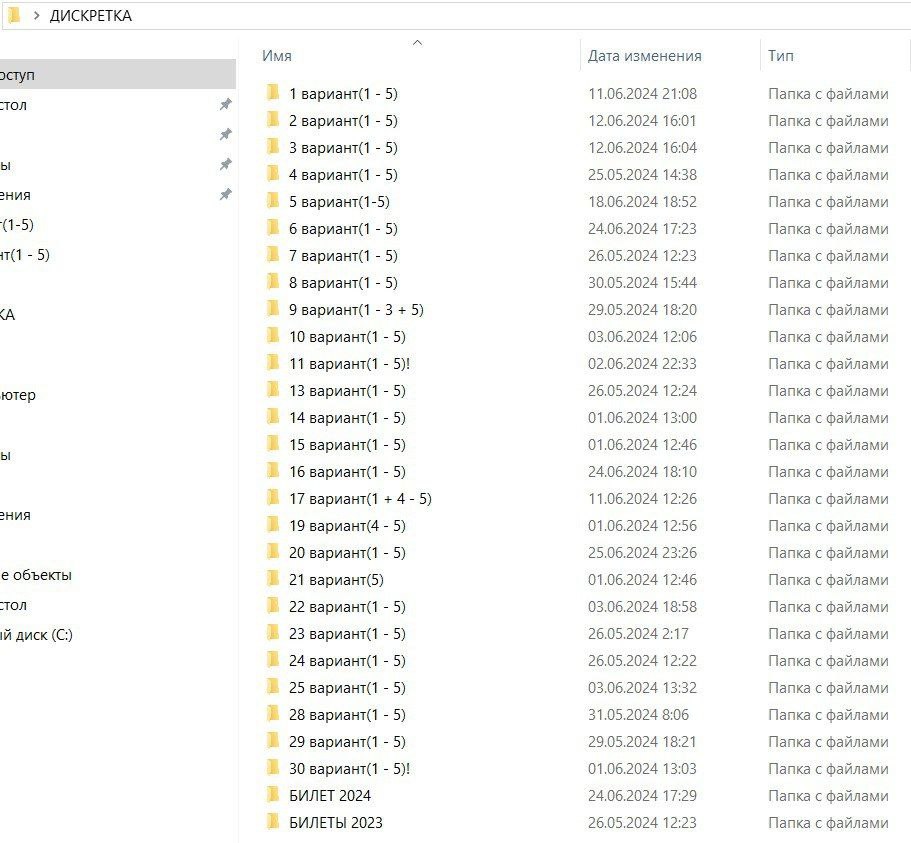 ДИСКРЕТКА
Имя Дата изменения Тип
1 вариант(1 - 5) 11.06.2024 21:08 Папка с файлами
2 вариант(1 - 5) 12.06.2024 16:01 Папка с файлами
3 вариант(1 - 5) 12.06.2024 16:04 Папка с файлами
4 вариант(1 - 5) 25.05.2024 14:38 Папка с файлами
5 вариант(1-5) 18.06.2024 18:52 Папка с файлами
6 вариант(1 - 5) 24.06.2024 17:23 Папка с файлами
7 вариант(1 - 5) 26.05.2024 12:23 Папка с файлами
8 вариант(1 - 5) 30.05.2024 15:44 Папка с файлами
9 вариант(1 - 3 + 5) 29.05.2024 18:20 Папка с файлами
10 вариант(1 - 5) 03.06.2024 12:06 Папка с файлами
11 вариант(1 - 5)! 02.06.2024 22:33 Папка с файлами
13 вариант(1 - 5) 26.05.2024 12:24 Папка с файлами
14 вариант(1 - 5) 01.06.2024 13:00 Папка с файлами
15 вариант(1 - 5) 01.06.2024 12:46 Папка с файлами
16 вариант(1 - 5) 24.06.2024 18:10 Папка с файлами
17 вариант(1 + 4 - 5) 11.06.2024 12:26 Папка с файлами
19 вариант(4 - 5) 01.06.2024 12:56 Папка с файлами
20 вариант(1 - 5) 25.06.2024 23:26 Папка с файлами
21 вариант(5) 01.06.2024 12:46 Папка с файлами
22 вариант(1 - 5) 03.06.2024 18:58 Папка с файлами
23 вариант(1 - 5) 26.05.2024 2:17 Папка с файлами
24 вариант(1 - 5) 26.05.2024 12:22 Папка с файлами
25 вариант(1 - 5) 03.06.2024 13:32 Папка с файлами
28 вариант(1 - 5) 31.05.2024 8:06 Папка с файлами
29 вариант(1 - 5) 29.05.2024 18:21 Папка с файлами
30 вариант(1 - 5)! 01.06.2024 13:03 Папка с файлами
БИЛЕТ 2024 24.06.2024 17:29 Папка с файлами
БИЛЕТЫ 2023 26.05.2024 12:23 Папка с файлами
оступ
стол
ы
ения
т(1-5)
нт(1 - 5)
КА
ьютер
ы
ения
е объекты
стол
ый диск (C:)